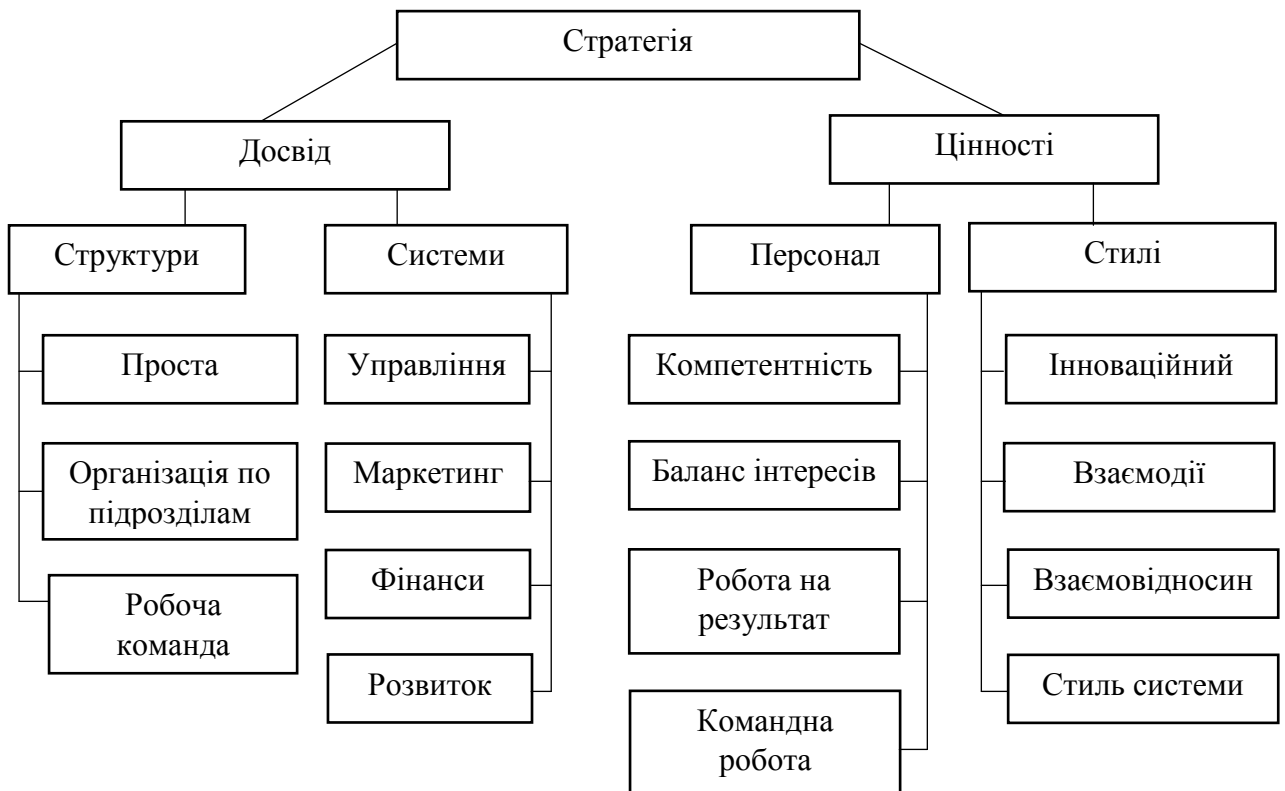 Стратегія
Досвід
Цінності
Структури
Системи
Персонал
Стилі
Проста
Управління
Компетентність
Інноваційний
Організація по
підрозділам
Маркетинг
Баланс інтересів
Взаємодії
Робоча
команда
Фінанси
Робота на
результат
Взаємовідносин
Розвиток
Командна
робота
Стиль системи